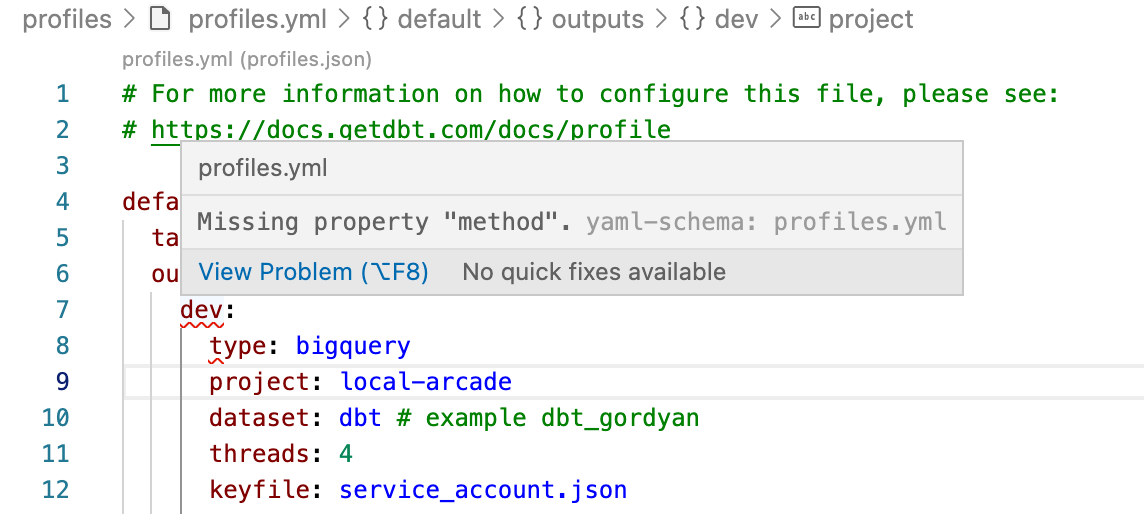 profiles > profiles.yml > {} default > {} outputs > {} dev > abc project
profiles.yml (profiles.json)
1 # For more information on how to configure this file, please see:
2 # https://docs.getdbt.com/docs/profile
3
profiles.yml
4 defa
Missing property "method". yaml-schema: profiles.yml
5 ta
6 ou
View Problem (⌥F8) No quick fixes available
7 dev:
8 type: bigquery
9 project: local-arcade
10 dataset: dbt # example dbt_gordyan
11 threads: 4
12 keyfile: service_account.json